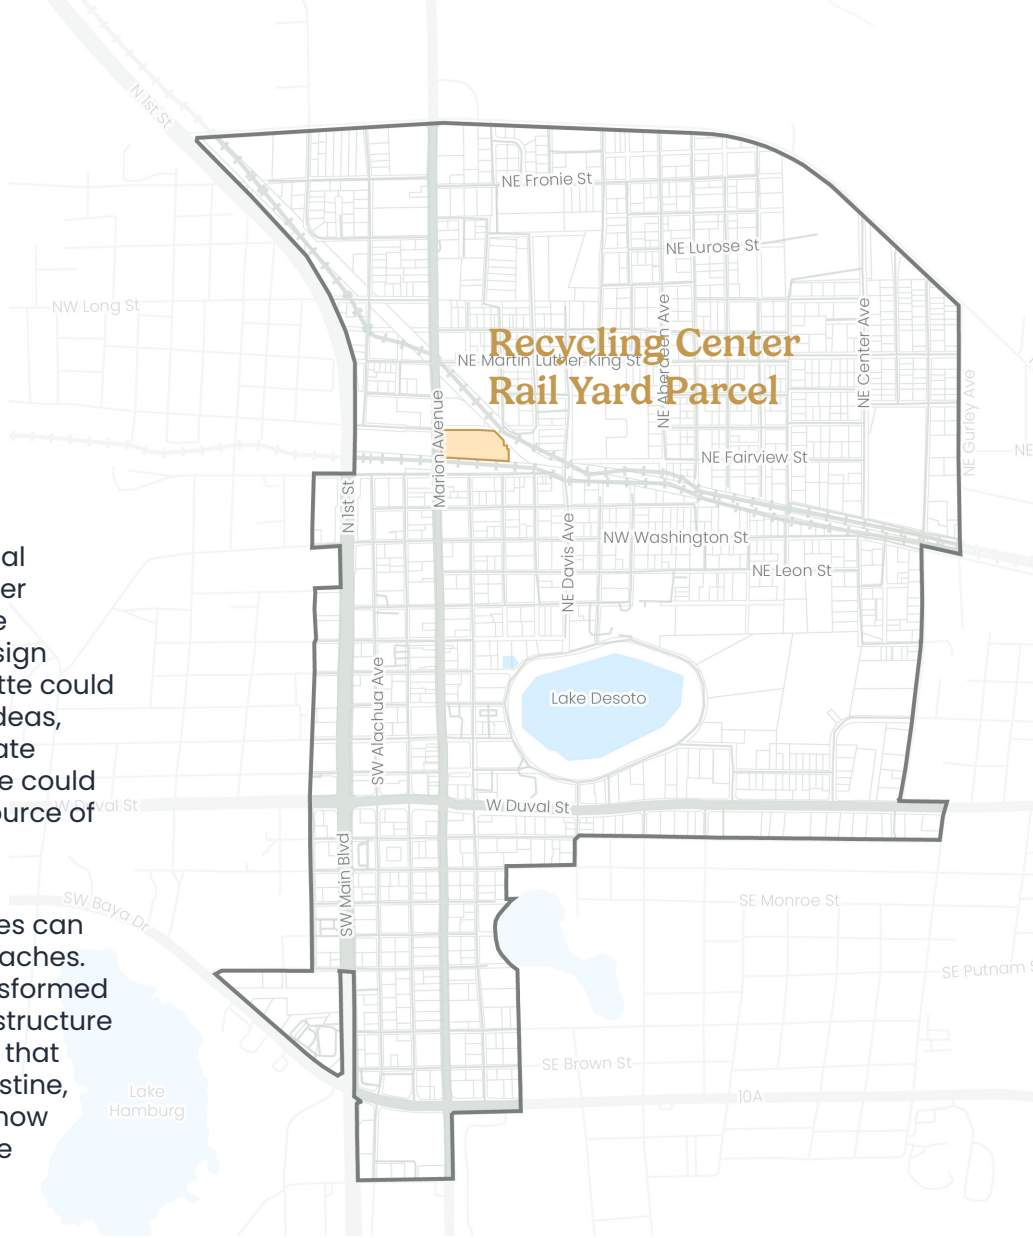 N 1st St
NE Fronie St
NE Lurose St
NW Long St
Recycling Center
Rail Yard Parcel
NE Martin Luther King St
NE Aberdeen Ave
NE Center Ave
NE Gurley Ave
Marion Avenue
NE Fairview St
NE
N 1st St
NE Davis Ave
NW Washington St
NE Leon St
al
er
e
sign
tte could
deas,
ate
e could
ource of
SW Alachua Ave
Lake Desoto
W Duval St
W Duval St
SW Main Blvd
SW Baya Dr
SE Monroe St
SE Putnam S
es can
aches.
sformed
structure
that
stine,
now
e
SE Brown St
10A
Lake
Hamburg